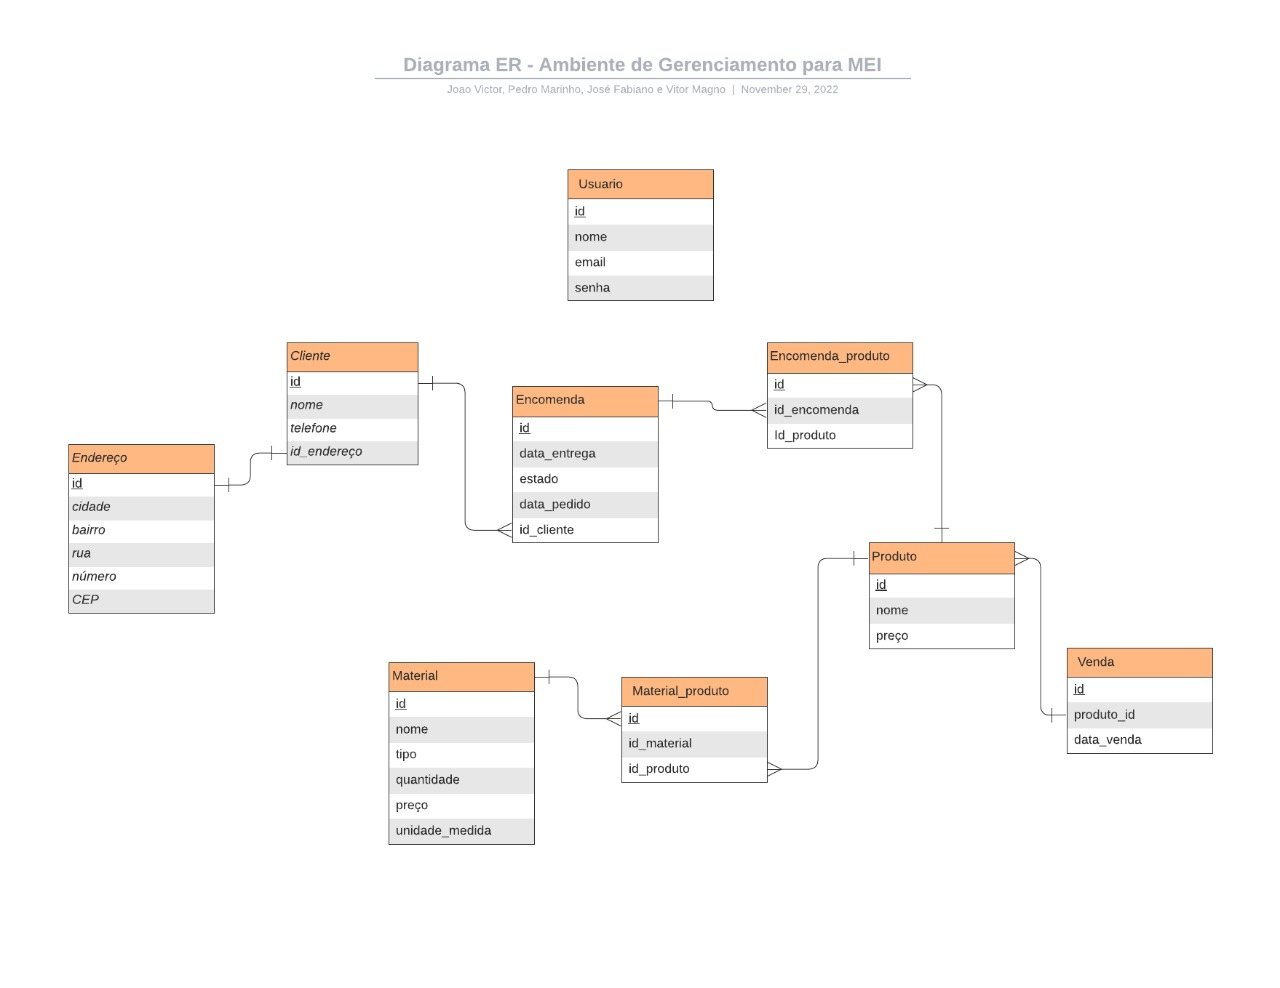 Diagrama ER - Ambiente de Gerenciamento para MEI
Joao Victor, Pedro Marinho, José Fabiano e Vitor Magno | November 29, 2022
Usuario
id
nome
email
senha
Cliente
id
nome
telefone
id_endereço
Encomenda_produto
id
id_encomenda
Id_produto
Encomenda
id
data_entrega
estado
data_pedido
id_cliente
Endereço
id
cidade
bairro
rua
número
CEP
Produto
id
nome
preço
Material
id
nome
tipo
quantidade
preço
unidade_medida
Material_produto
id
id_material
id_produto
Venda
id
produto_id
data_venda